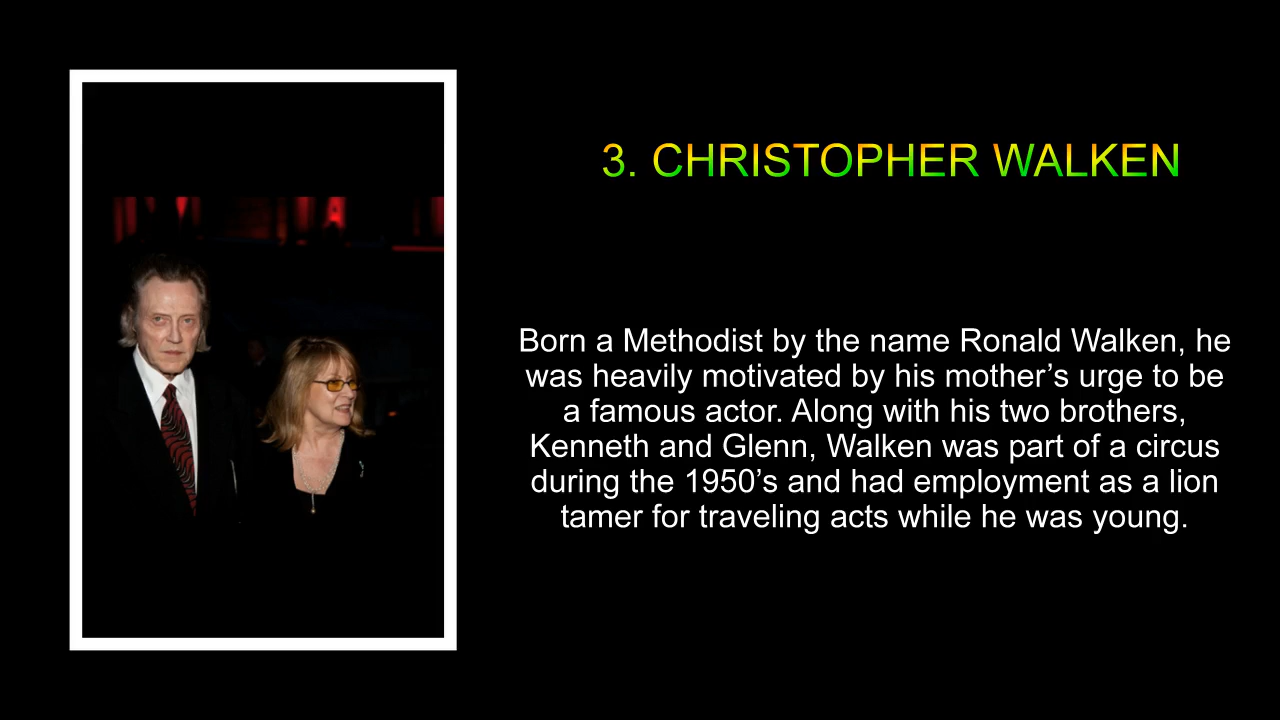 3. CHRISTOPHER WALKEN
Born a Methodist by the name Ronald Walken, he
was heavily motivated by his mother’s urge to be
a famous actor. Along with his two brothers,
Kenneth and Glenn, Walken was part of a circus
during the 1950’s and had employment as a lion
tamer for traveling acts while he was young.